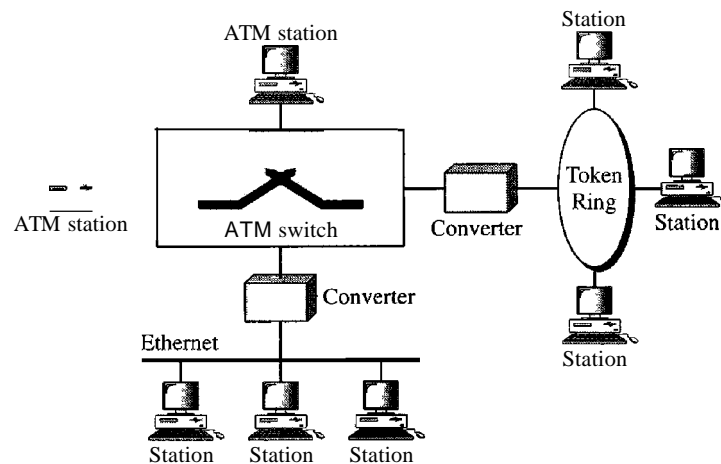 ATM station
Station
ATM station
ATM switch
Converter
Token
Ring
Station
Converter
Station
Ethernet
Station
Station
Station